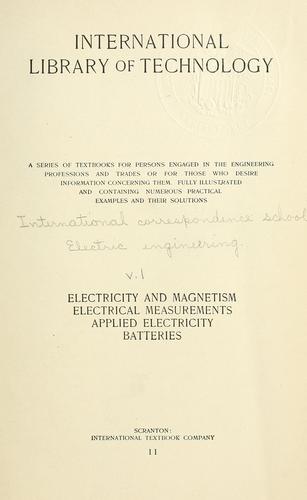 INTERNATIONAL
LIBRARY OF TECHNOLOGY
A SERIES OF TEXTBOOKS FOR PERSONS ENGAGED IN THE ENGINEERING
PROFESSIONS AND TRADES OR FOR THOSE WHO DESIRE
INFORMATION CONCERNING THEM. FULLY ILLUSTRATED
AND CONTAINING NUMEROUS PRACTICAL
EXAMPLES AND THEIR SOLUTIONS
International correspondence school
Electric engineering.
v.1
ELECTRICITY AND MAGNETISM
ELECTRICAL MEASUREMENTS
APPLIED ELECTRICITY
BATTERIES
SCRANTON:
INTERNATIONAL TEXTBOOK COMPANY
11